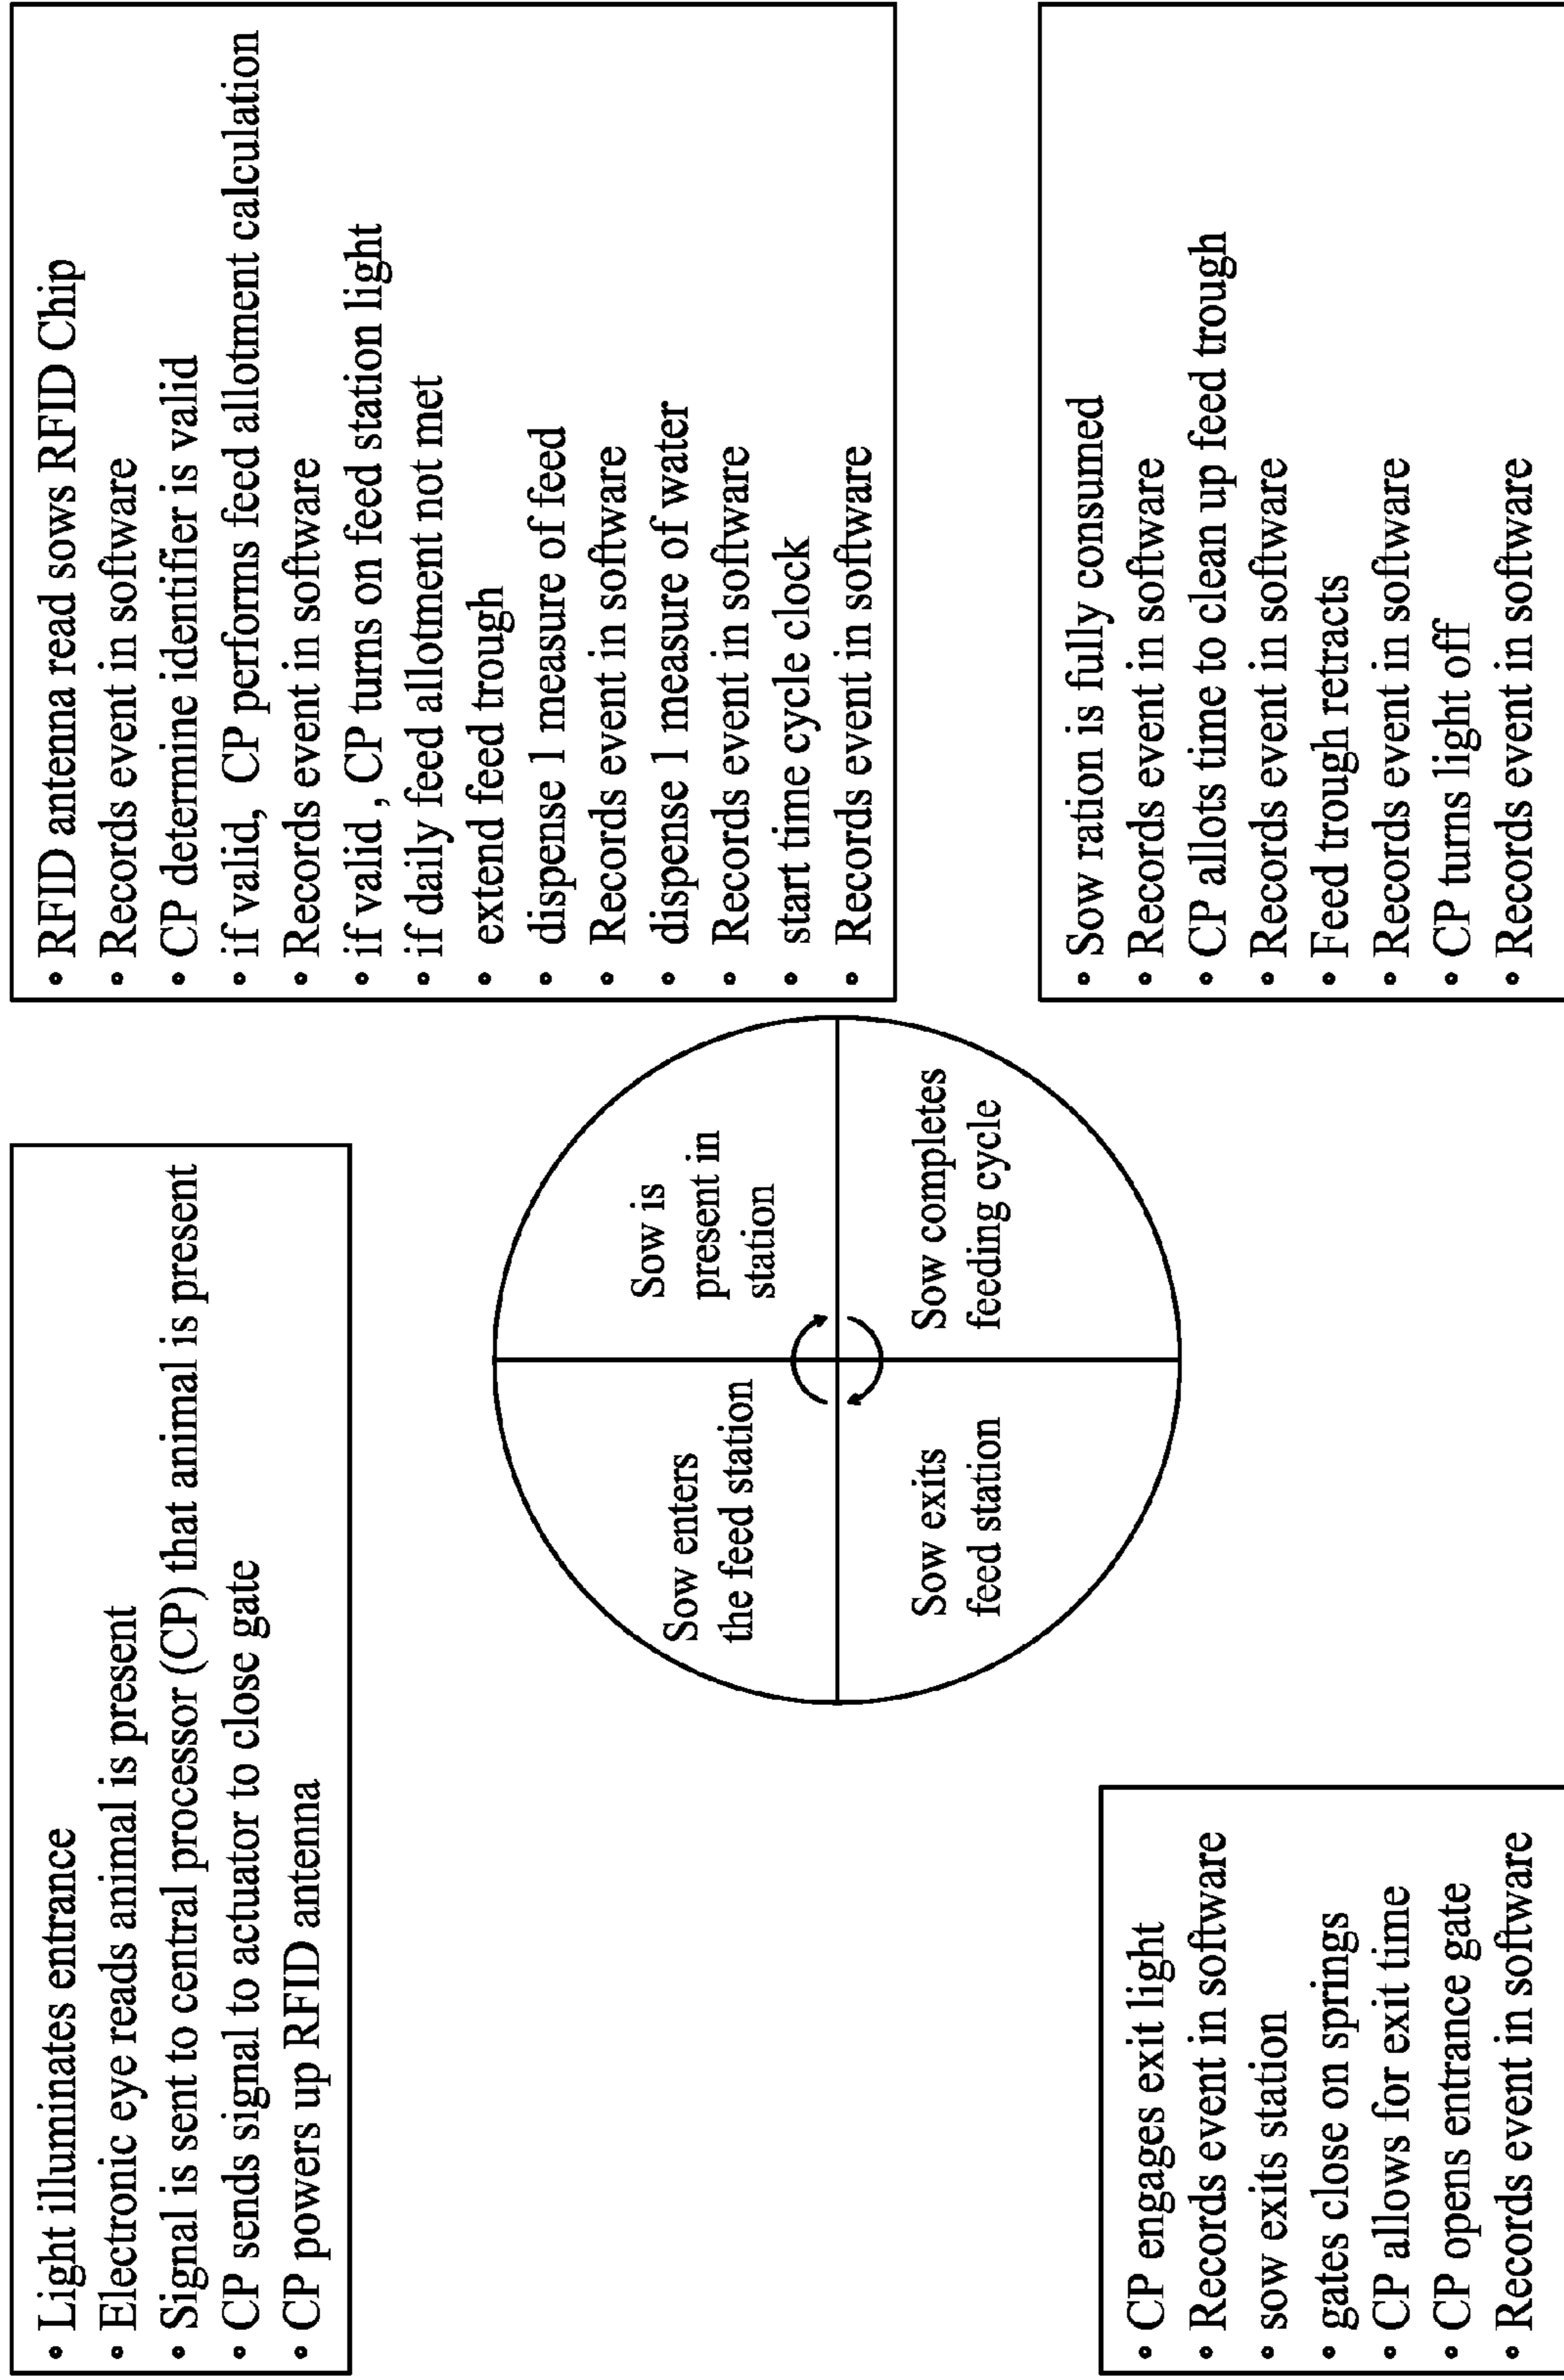 • Light illuminates entrance
• Electronic eye reads animal is present
• Signal is sent to central processor (CP) that animal is present
• CP sends signal to actuator to close gate
• CP powers up RFID antenna
• RFID antenna read sows RFID Chip
• Records event in software
• CP determine identifier is valid
• if valid, CP performs feed allotment calculation
• Records event in software
• if valid , CP turns on feed station light
• if daily feed allotment not met
• extend feed trough
• dispense 1 measure of feed
• Records event in software
• dispense 1 measure of water
• Records event in software
• start time cycle clock
• Records event in software
Sow enters
the feed station
Sow is
present in
station
Sow exits
feed station
Sow completes
feeding cycle
• CP engages exit light
• Records event in software
• sow exits station
• gates close on springs
• CP allows for exit time
• CP opens entrance gate
• Records event in software
• Sow ration is fully consumed
• Records event in software
• CP allots time to clean up feed trough
• Records event in software
• Feed trough retracts
• Records event in software
• CP turns light off
• Records event in software